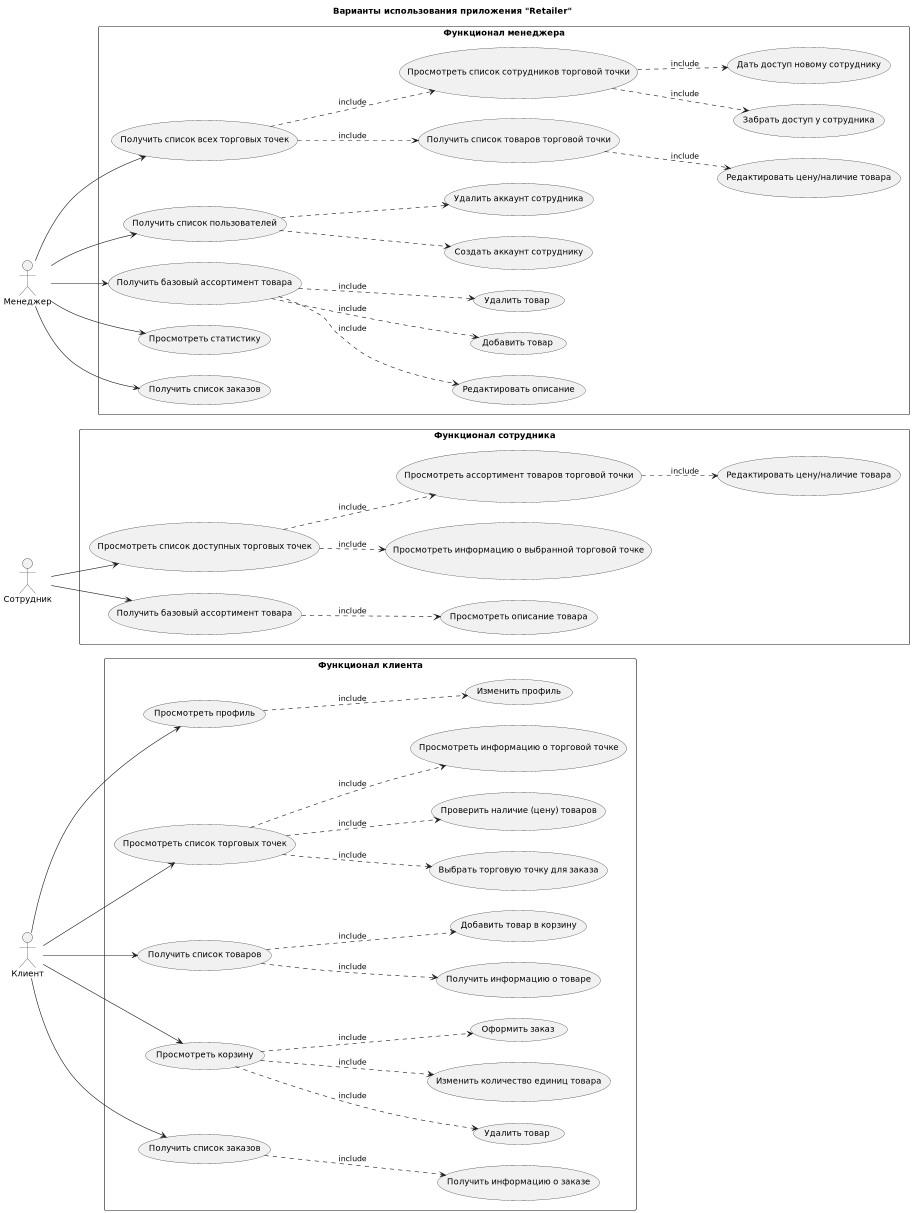 Варианты использования приложения "Retailer"
Функционал менеджера
Просмотреть список сотрудников торговой точки
include
Дать доступ новому сотруднику
include
Забрать доступ у сотрудника
include
Получить список всех торговых точек
include
Получить список товаров торговой точки
include
Редактировать цену/наличие товара
Удалить аккаунт сотрудника
Получить список пользователей
Создать аккаунт сотруднику
Менеджер
Получить базовый ассортимент товара
include
Удалить товар
include
Добавить товар
include
Просмотреть статистику
Получить список заказов
Редактировать описание
Функционал сотрудника
Просмотреть ассортимент товаров торговой точки
include
Редактировать цену/наличие товара
include
Просмотреть список доступных торговых точек
include
Просмотреть информацию о выбранной торговой точке
Сотрудник
Получить базовый ассортимент товара
include
Просмотреть описание товара
Функционал клиента
Просмотреть профиль
include
Изменить профиль
Просмотреть информацию о торговой точке
include
Проверить наличие (цену) товаров
include
Просмотреть список торговых точек
include
Выбрать торговую точку для заказа
Добавить товар в корзину
include
Получить список товаров
include
Получить информацию о товаре
Клиент
Оформить заказ
include
Просмотреть корзину
include
Изменить количество единиц товара
include
Удалить товар
Получить список заказов
include
Получить информацию о заказе